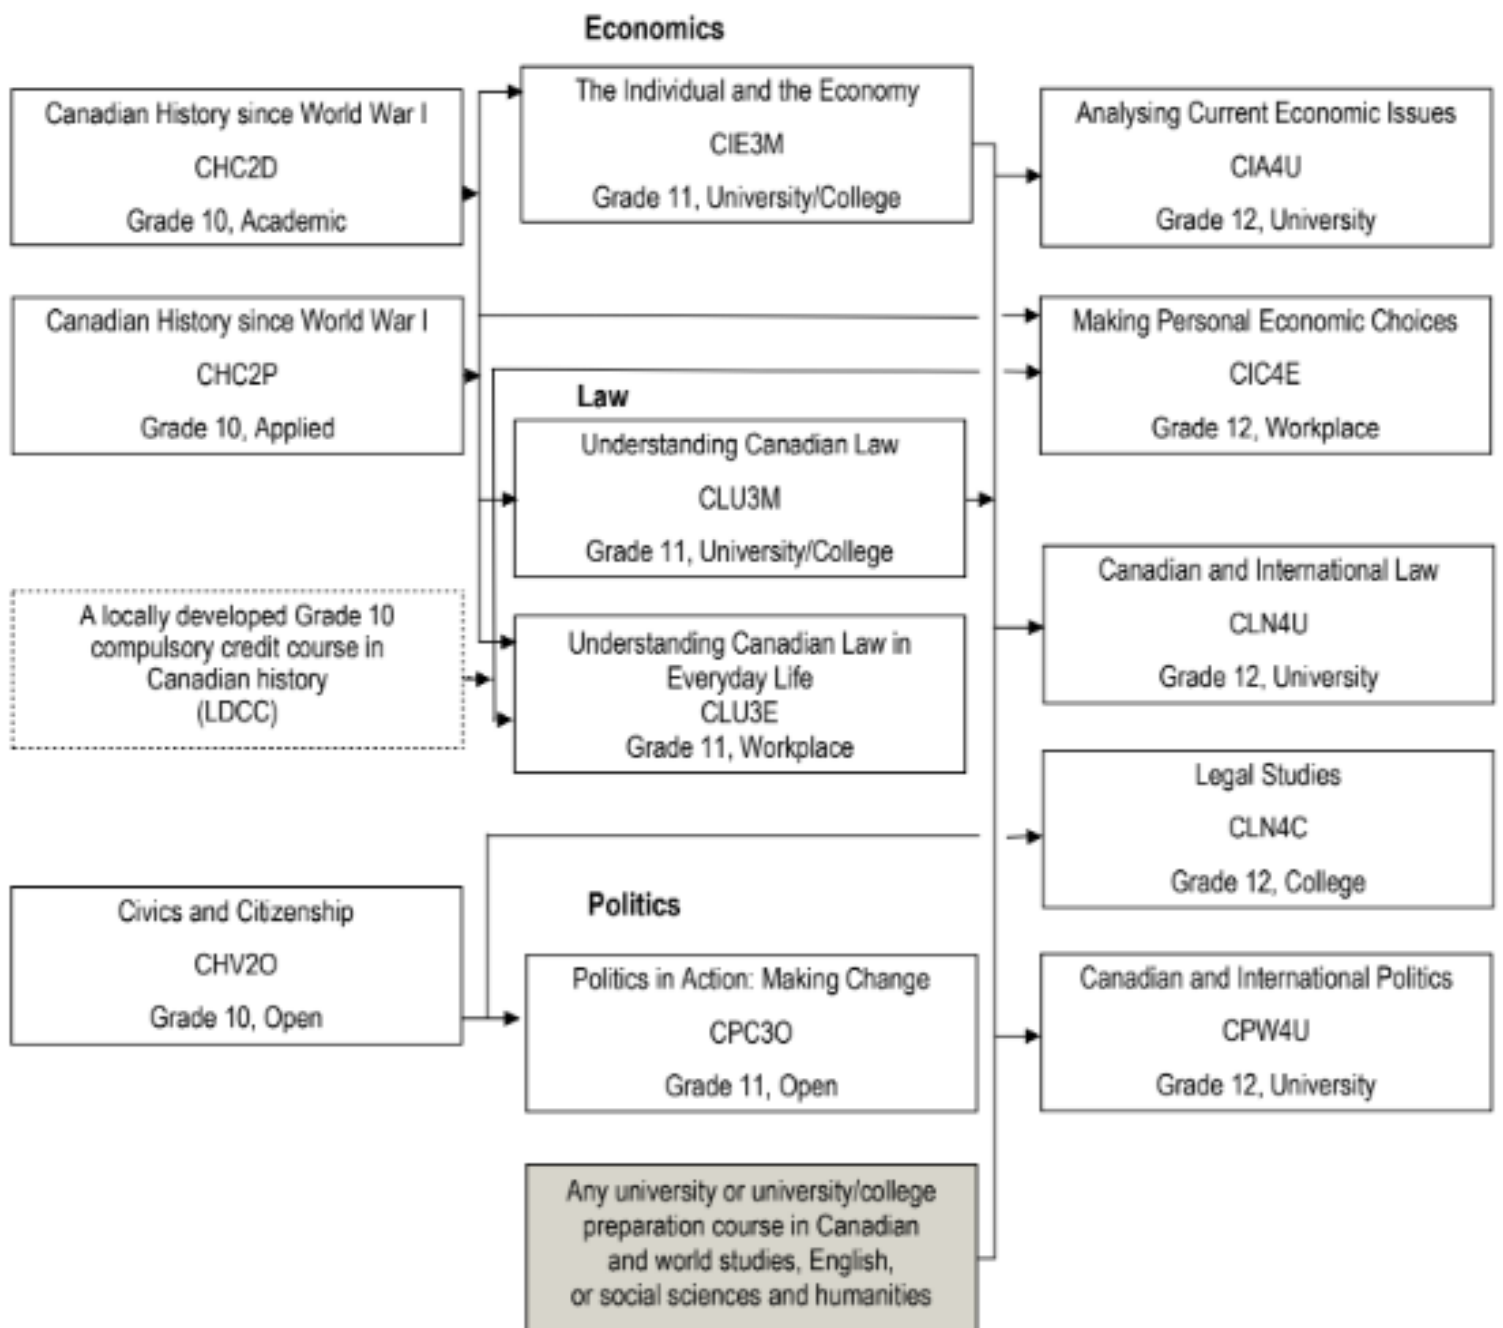 Economics
Canadian History since World War I
CHC2D
Grade 10, Academic
The Individual and the Economy
CIE3M
Grade 11, University/College
Analysing Current Economic Issues
CIA4U
Grade 12, University
Canadian History since World War I
CHC2P
Grade 10, Applied
Making Personal Economic Choices
CIC4E
Grade 12, Workplace
Law
Understanding Canadian Law
CLU3M
Grade 11, University/College
A locally developed Grade 10
compulsory credit course in
Canadian history
(LDCC)
Understanding Canadian Law in
Everyday Life
CLU3E
Grade 11, Workplace
Canadian and International Law
CLN4U
Grade 12, University
Legal Studies
CLN4C
Grade 12, College
Civics and Citizenship
CHV2O
Grade 10, Open
Politics
Politics in Action: Making Change
CPC3O
Grade 11, Open
Canadian and International Politics
CPW4U
Grade 12, University
Any university or university/college
preparation course in Canadian
and world studies, English,
or social sciences and humanities